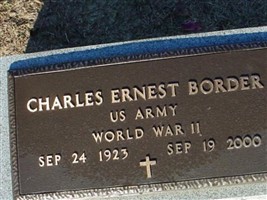 CHARLES ERNEST BORDER
US ARMY
WORLD WAR II
SEP 24 1923 SEP 19 2000